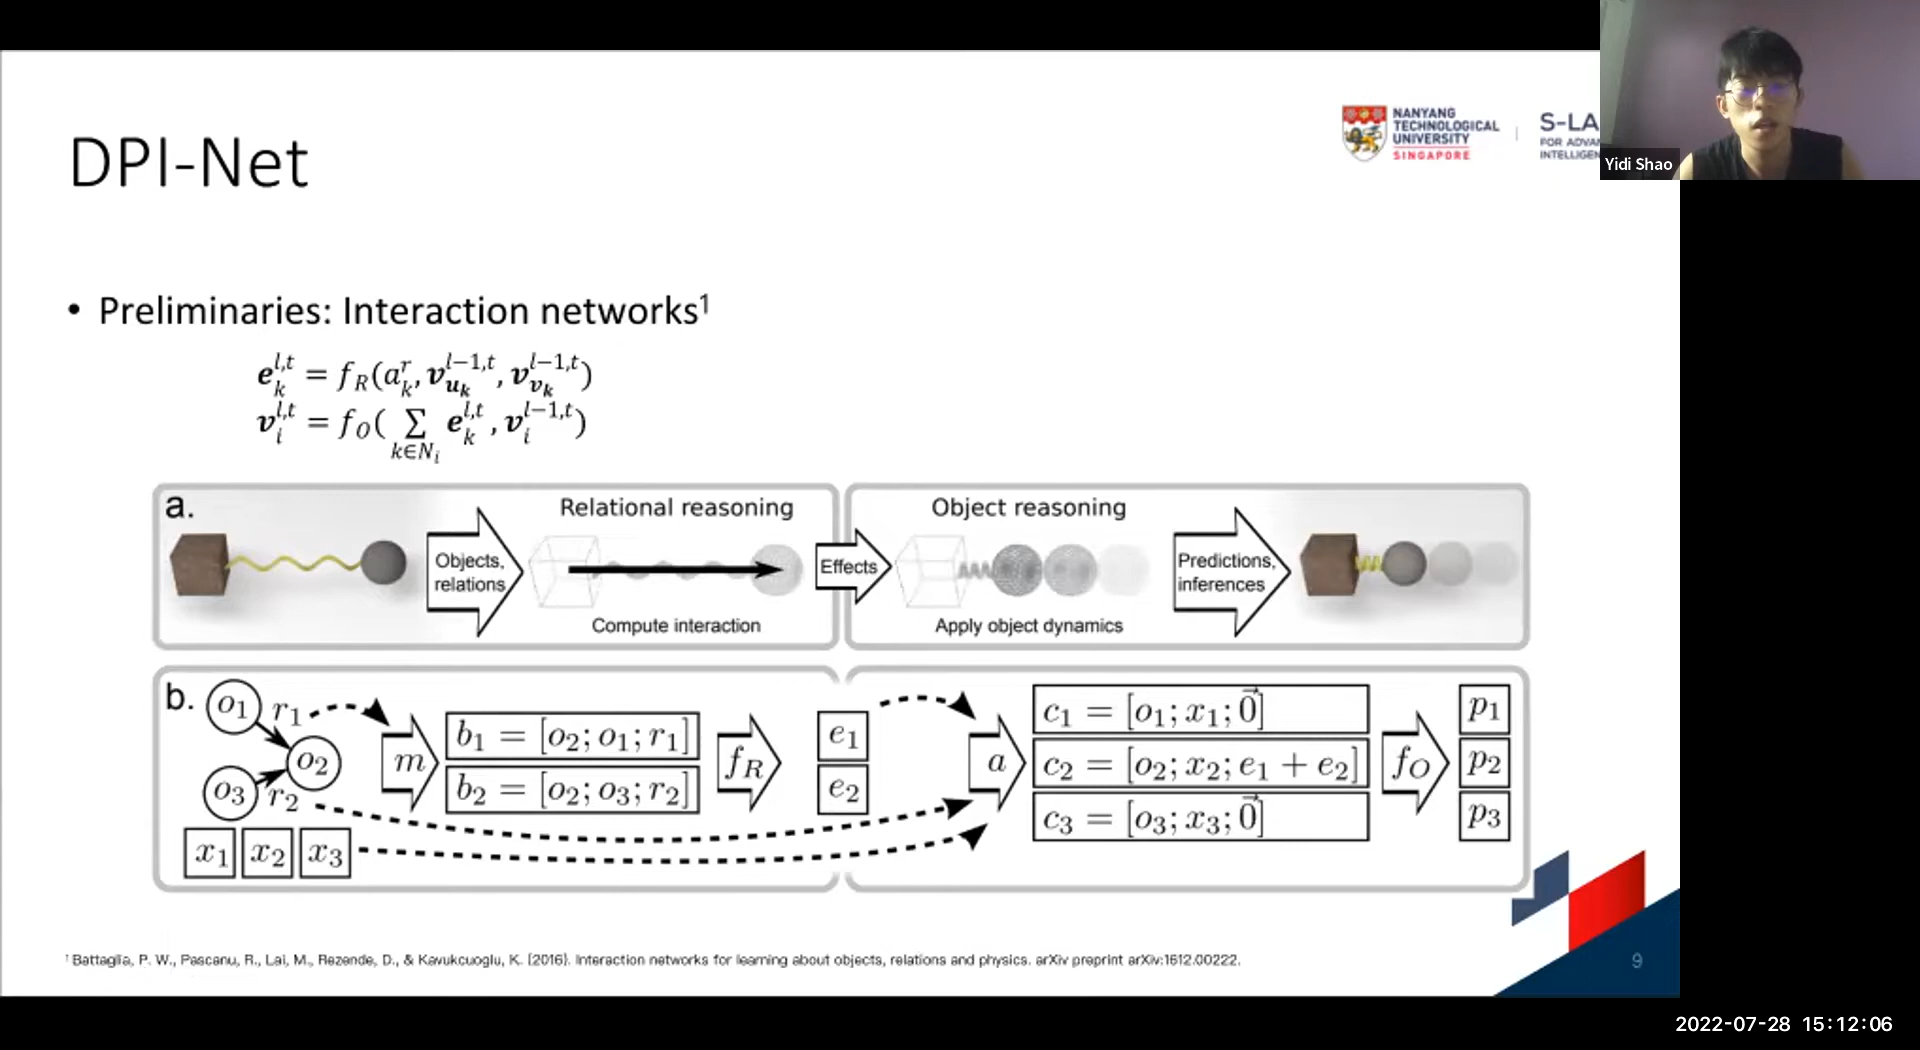 DPI-Net
NANYANG
TECHNOLOGICAL
UNIVERSITY
SINGAPORE
S-LA
FOR ADVA
INTELLIGEN
Yidi Shao
• Preliminaries: Interaction networks¹
e_k^{l,t} = f_R(a_k^r, v_{u_k}^{l-1,t}, v_{v_k}^{l-1,t})
v_i^{l,t} = f_O(∑_{k∈N_i} e_k^{l,t}, v_i^{l-1,t})
a.
Objects,
relations
Relational reasoning
Compute interaction
Effects
Object reasoning
Apply object dynamics
Predictions,
inferences
b.
o₁ r₁
o₂
o₃ r₂
x₁ x₂ x₃
m
b₁ = [o₂; o₁; r₁]
b₂ = [o₂; o₃; r₂]
f_R
e₁
e₂
a
c₁ = [o₁; x₁; 0⃗]
c₂ = [o₂; x₂; e₁ + e₂]
c₃ = [o₃; x₃; 0⃗]
f_O
p₁
p₂
p₃
¹ Battaglia, P. W., Pascanu, R., Lai, M., Rezende, D., & Kavukcuoglu, K. (2016). Interaction networks for learning about objects, relations and physics. arXiv preprint arXiv:1612.00222.
9
2022-07-28 15:12:06